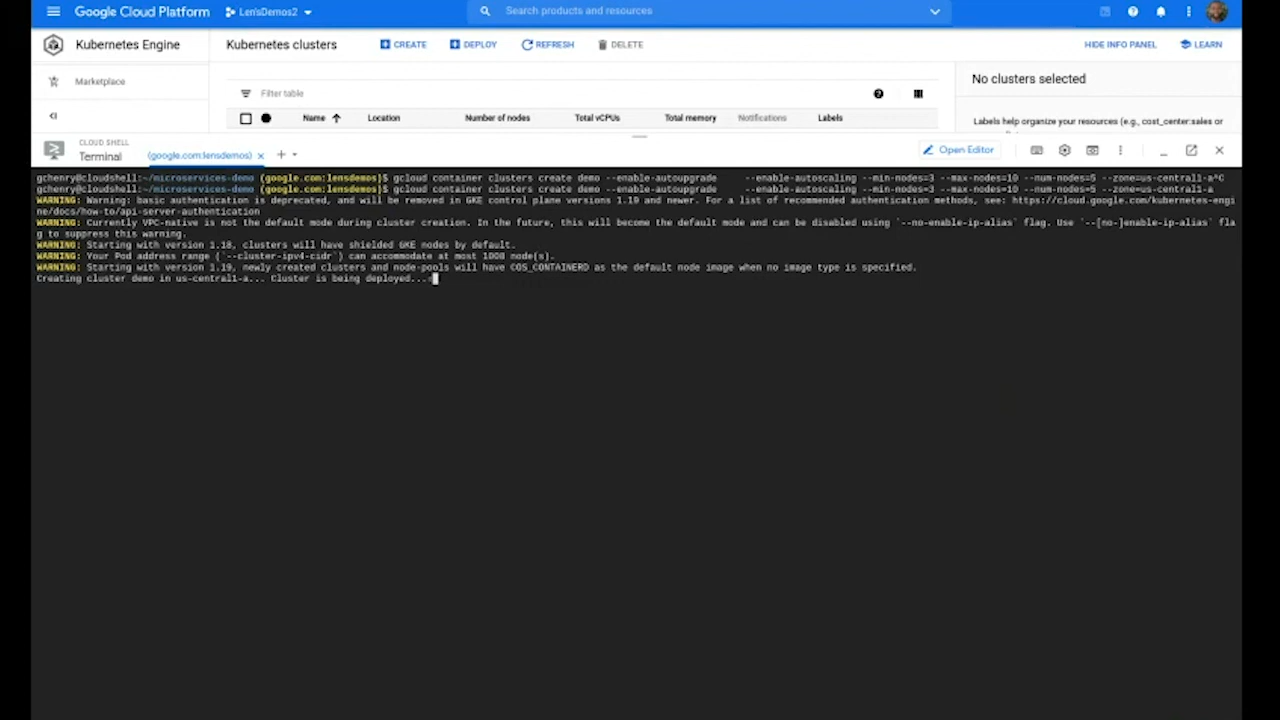 Google Cloud Platform Len'sDemos2 Search products and resources
Kubernetes Engine Kubernetes clusters CREATE DEPLOY REFRESH DELETE HIDE INFO PANEL LEARN
Marketplace No clusters selected
Filter table
Name Location Number of nodes Total vCPUs Total memory Notifications Labels
Labels help organize your resources (e.g., cost_center:sales or
CLOUD SHELL
Terminal (google.com:lensdemos) Open Editor
gchenry@cloudshell:~/microservices-demo (google.com:lensdemos)$ gcloud container clusters create demo --enable-autoupgrade --enable-autoscaling --min-nodes=3 --max-nodes=10 --num-nodes=5 --zone=us-central1-a^C
gchenry@cloudshell:~/microservices-demo (google.com:lensdemos)$ gcloud container clusters create demo --enable-autoupgrade --enable-autoscaling --min-nodes=3 --max-nodes=10 --num-nodes=5 --zone=us-central1-a
WARNING: Warning: basic authentication is deprecated, and will be removed in GKE control plane versions 1.19 and newer. For a list of recommended authentication methods, see: https://cloud.google.com/kubernetes-engi
ne/docs/how-to/api-server-authentication
WARNING: Currently VPC-native is not the default mode during cluster creation. In the future, this will become the default mode and can be disabled using `--no-enable-ip-alias` flag. Use `--[no-]enable-ip-alias` fla
g to suppress this warning.
WARNING: Starting with version 1.18, clusters will have shielded GKE nodes by default.
WARNING: Your Pod address range (`--cluster-ipv4-cidr`) can accommodate at most 1008 node(s).
WARNING: Starting with version 1.19, newly created clusters and node-pools will have COS_CONTAINERD as the default node image when no image type is specified.
Creating cluster demo in us-central1-a... Cluster is being deployed...